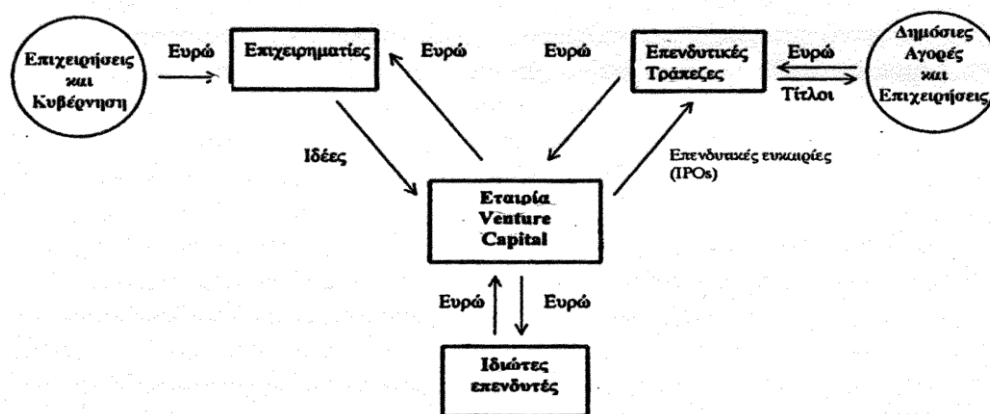 Επιχειρήσεις
και
Κυβέρνηση
Ευρώ
Επιχειρηματίες
Ευρώ
Ευρώ
Επενδυτικές
Τράπεζες
Ευρώ
Τίτλοι
Δημόσιες
Αγορές
και
Επιχειρήσεις
Ιδέες
Επενδυτικές ευκαιρίες
(IPOs)
Εταιρία
Venture
Capital
Ευρώ
Ευρώ
Ιδιώτες
επενδυτές